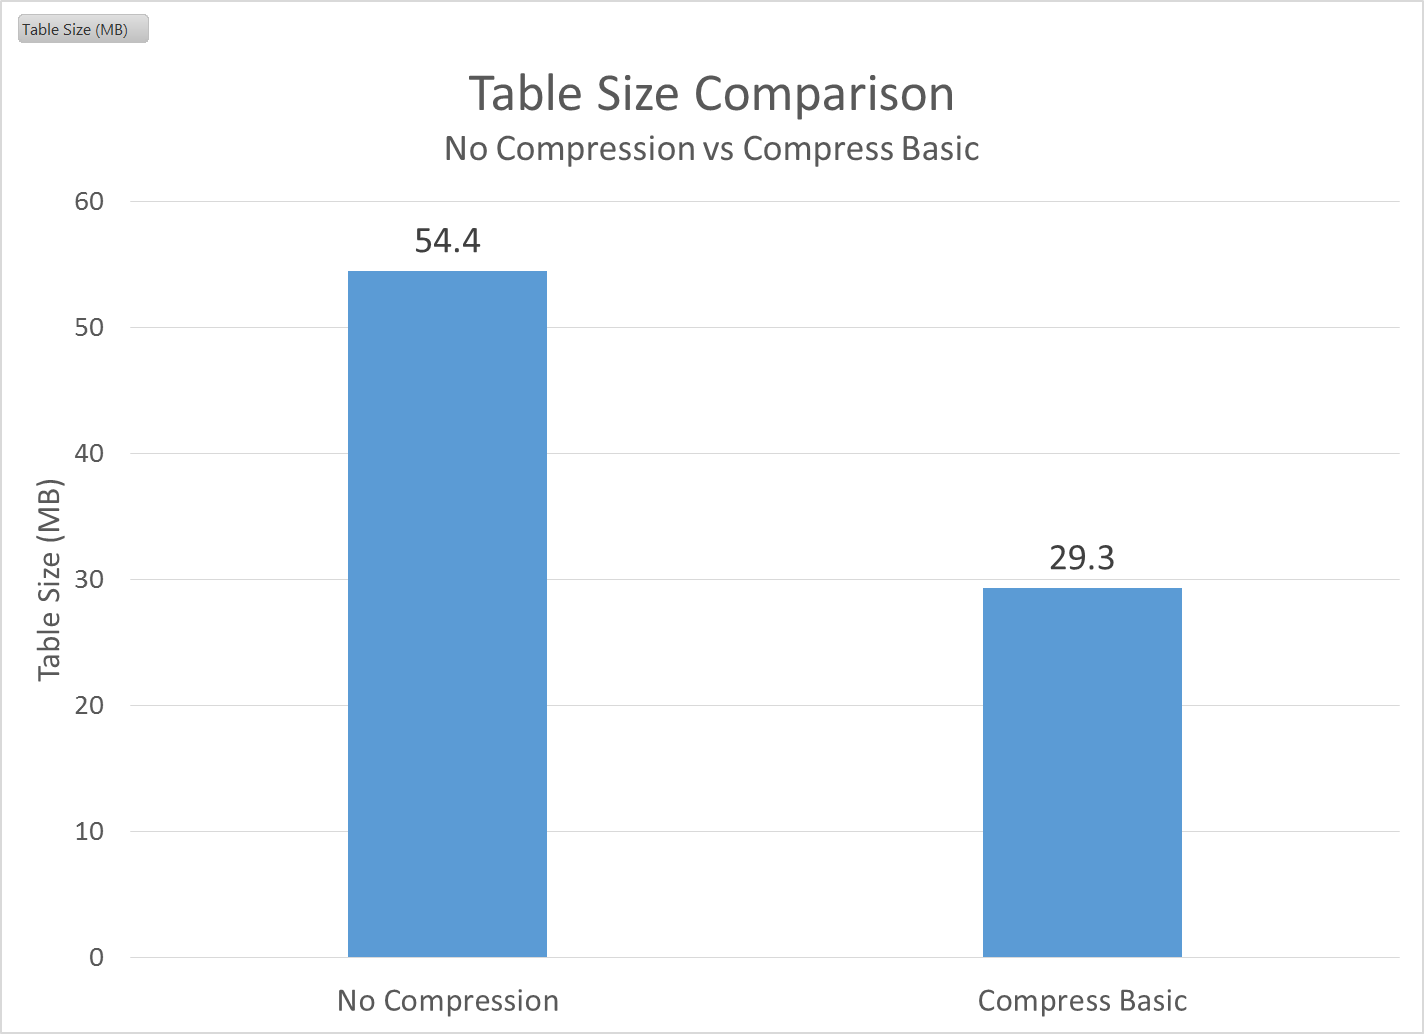 Table Size (MB)
Table Size Comparison
No Compression vs Compress Basic
60
54.4
50
40
Table Size (MB)
29.3
30
20
10
0
No Compression
Compress Basic